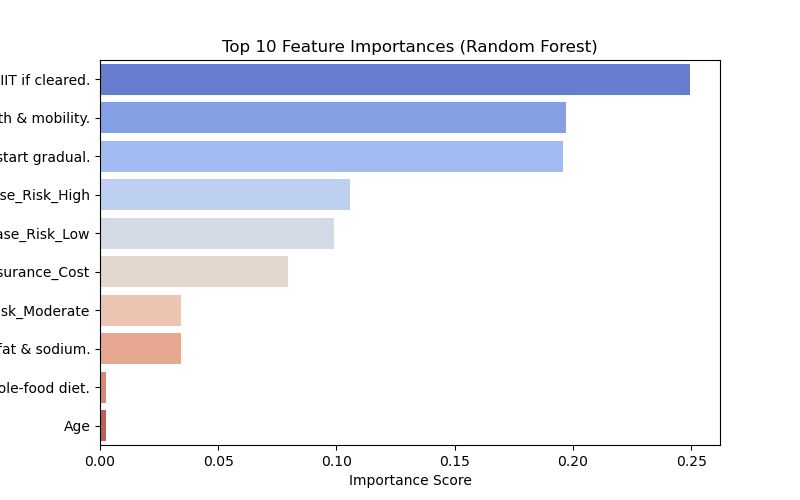 Top 10 Feature Importances (Random Forest)
IIT if cleared.
th & mobility.
start gradual.
se_Risk_High
ase_Risk_Low
surance_Cost
sk_Moderate
fat & sodium.
ole-food diet.
Age
0.00 0.05 0.10 0.15 0.20 0.25
Importance Score